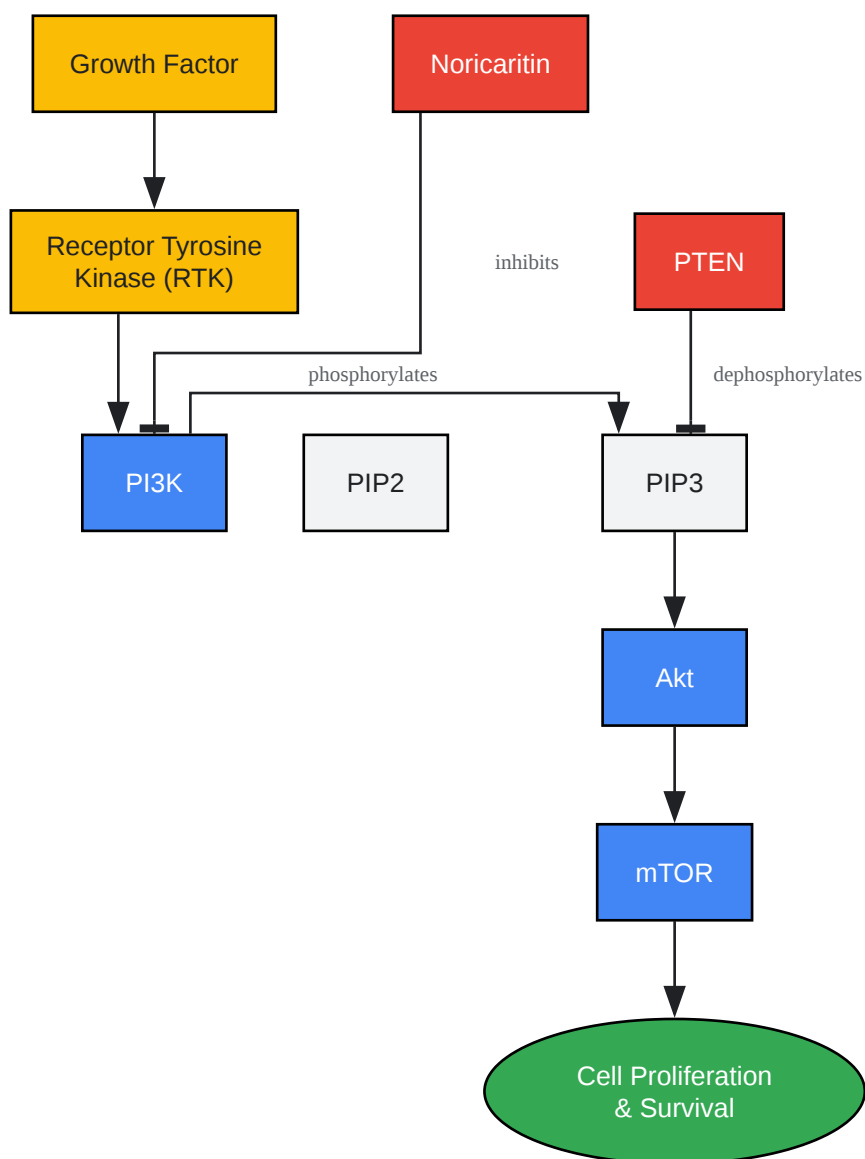 Growth Factor
Noricaritin
Receptor Tyrosine
Kinase (RTK)
inhibits
PTEN
phosphorylates
dephosphorylates
PI3K
PIP2
PIP3
Akt
mTOR
Cell Proliferation
& Survival